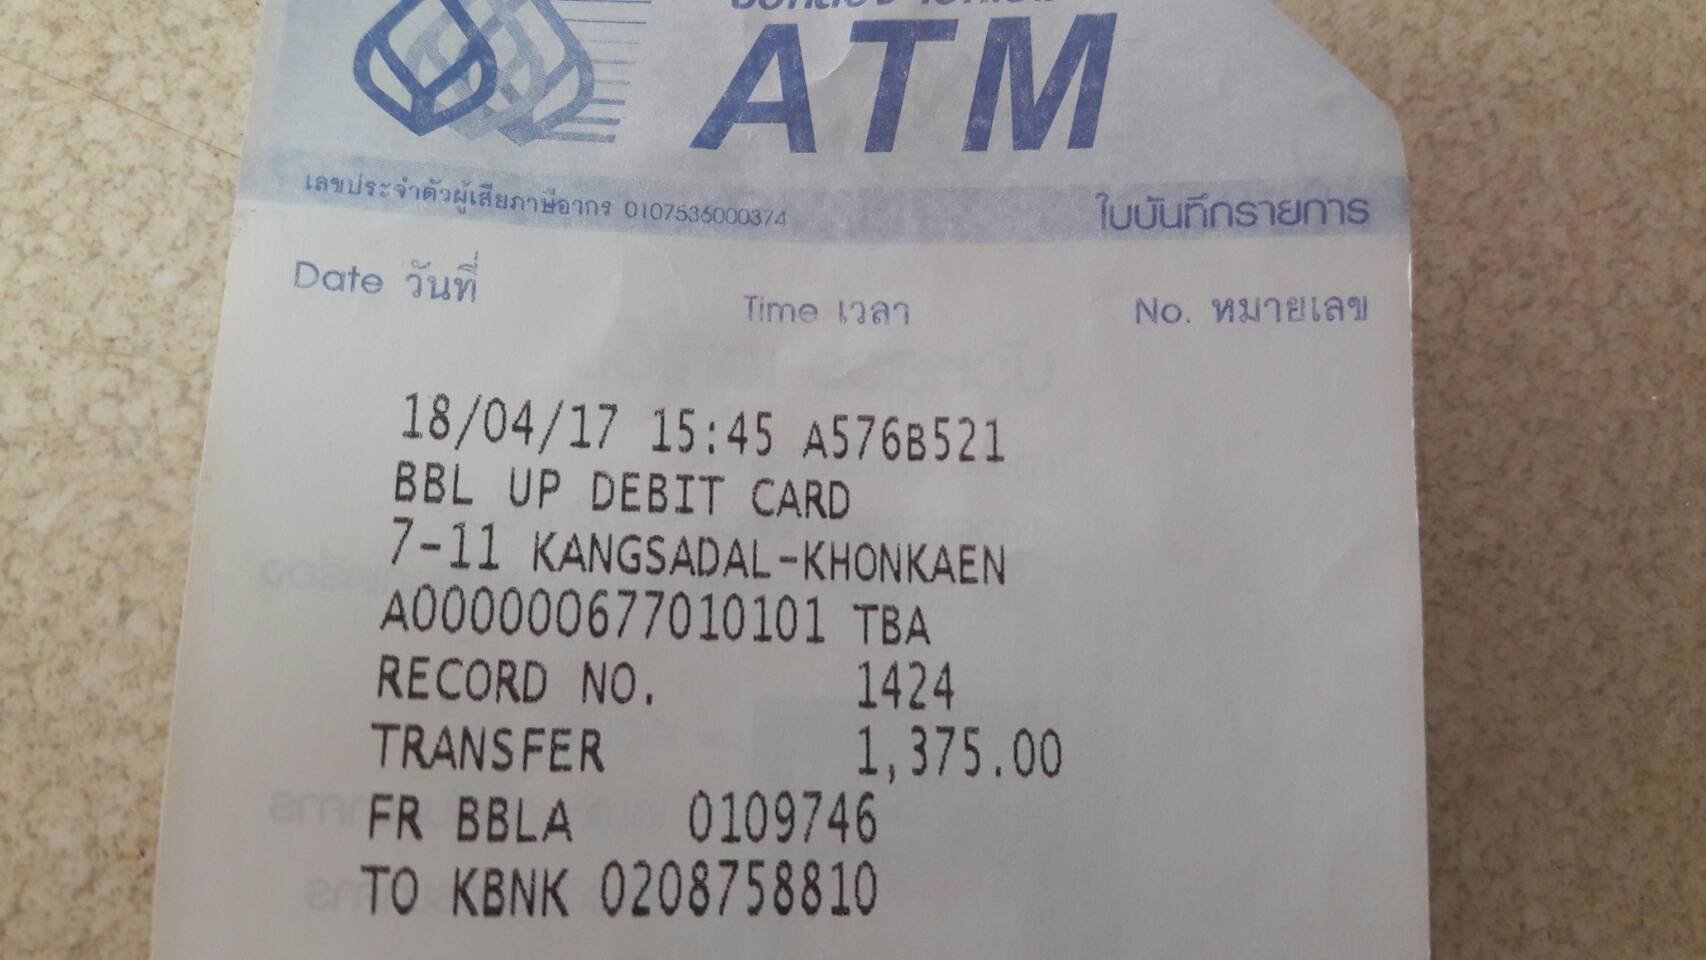 ATM
เลขประจำตัวผู้เสียภาษีอากร 0107536000374
ใบบันทึกรายการ
Date วันที่ Time เวลา No. หมายเลข
18/04/17 15:45 A576B521
BBL UP DEBIT CARD
7-11 KANGSADAL-KHONKAEN
A000000677010101 TBA
RECORD NO. 1424
TRANSFER 1,375.00
FR BBLA 0109746
TO KBNK 0208758810